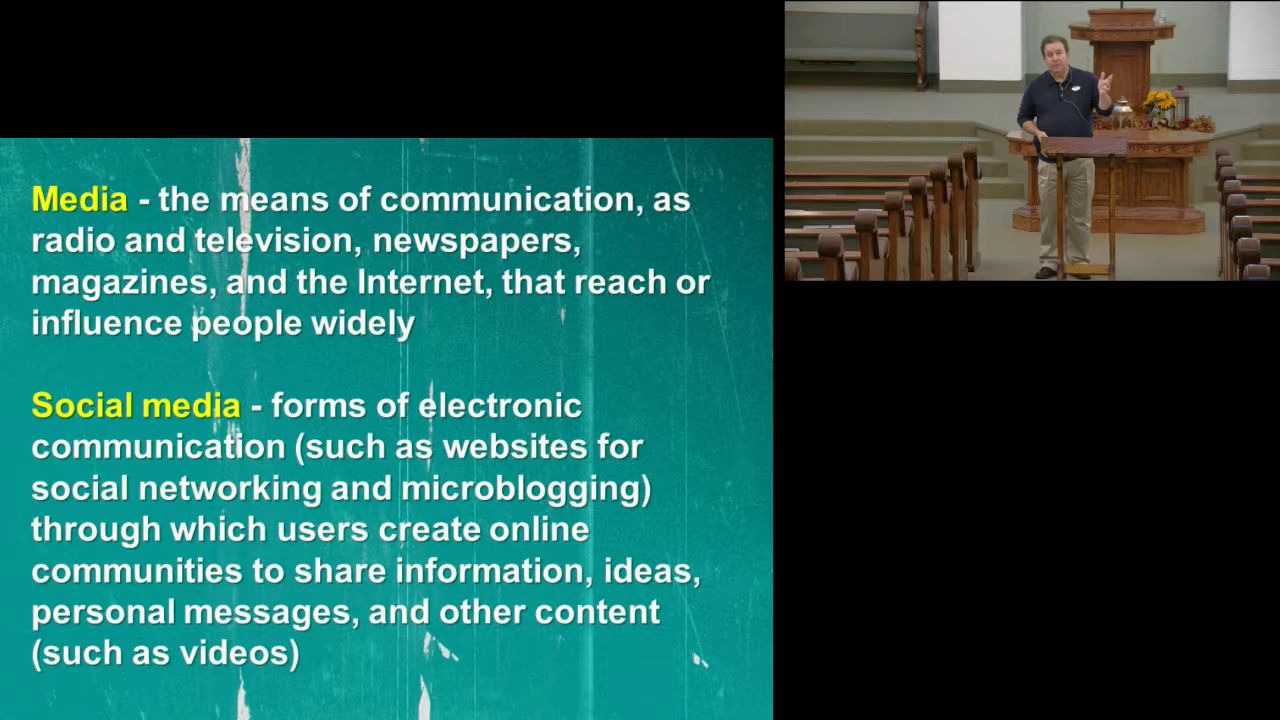 Media - the means of communication, as
radio and television, newspapers,
magazines, and the Internet, that reach or
influence people widely
Social media - forms of electronic
communication (such as websites for
social networking and microblogging)
through which users create online
communities to share information, ideas,
personal messages, and other content
(such as videos)